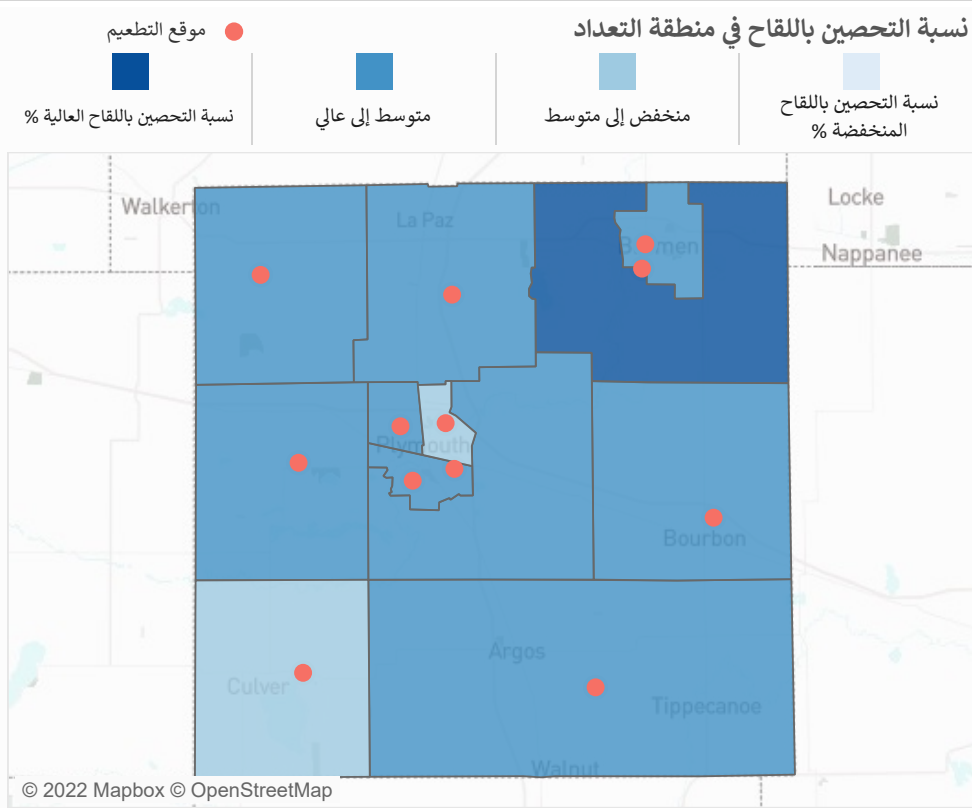 نسبة التحصين باللقاح في منطقة التعداد
موقع التطعيم
نسبة التحصين باللقاح
المنخفضة %
منخفض إلى متوسط
متوسط إلى عالي
نسبة التحصين باللقاح العالية %
Walkerton
La Paz
Locke
Nappanee
Plymouth
Bourbon
Argos
Culver
Tippecanoe
Walnut
© 2022 Mapbox © OpenStreetMap